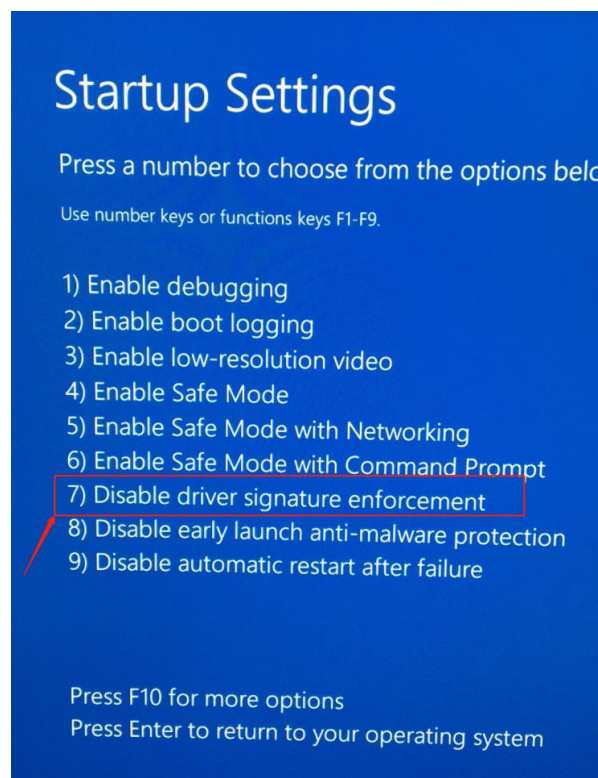 Startup Settings
Press a number to choose from the options
Use number keys or functions keys F1-F9.
1) Enable debugging
2) Enable boot logging
3) Enable low-resolution video
4) Enable Safe Mode
5) Enable Safe Mode with Networking
6) Enable Safe Mode with Command Prompt
7) Disable driver signature enforcement
8) Disable early launch anti-malware protection
9) Disable automatic restart after failure
Press F10 for more options
Press Enter to return to your operating system